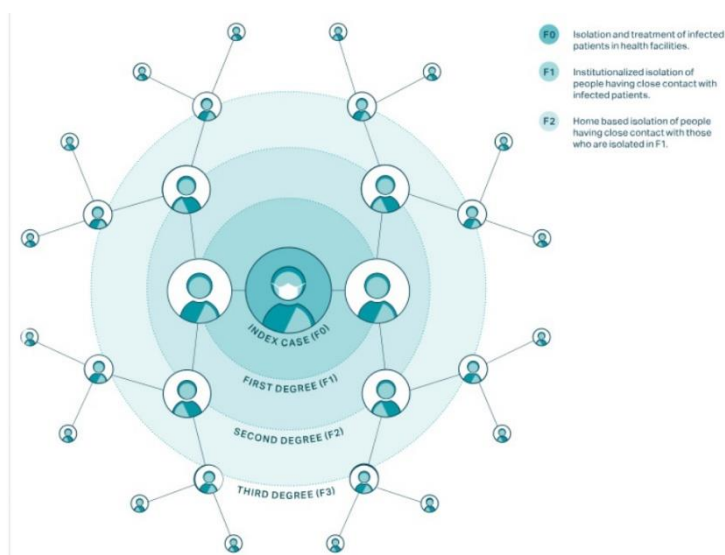 F0 Isolation and treatment of infected
patients in health facilities.
F1 Institutionalized isolation of
people having close contact with
infected patients.
F2 Home based isolation of people
having close contact with those
who are isolated in F1.
INDEX CASE (F0)
FIRST DEGREE (F1)
SECOND DEGREE (F2)
THIRD DEGREE (F3)